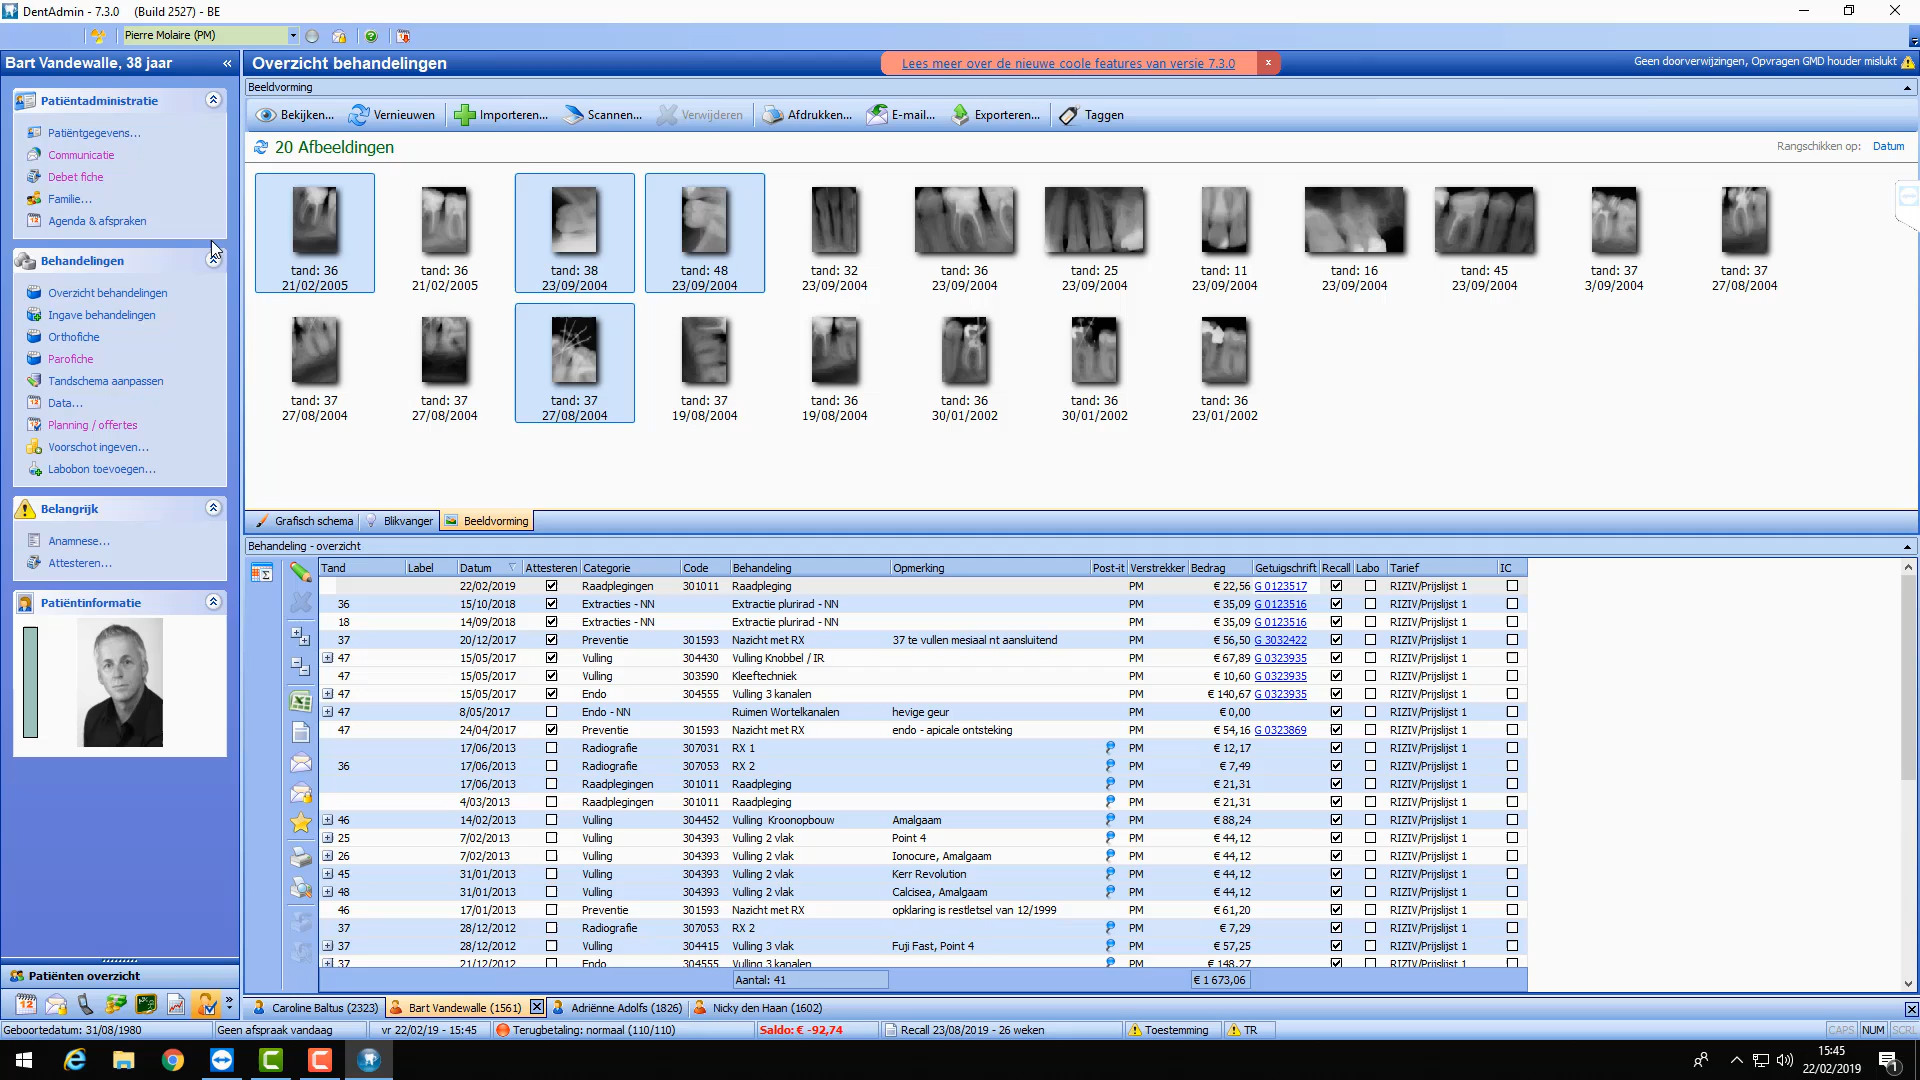 DentAdmin - 7.3.0 (Build 2527) - BE
Pierre Molaire (PM)
Bart Vandewalle, 38 jaar «
Overzicht behandelingen
Lees meer over de nieuwe coole features van versie 7.3.0 x
Geen doorverwijzingen, Opvragen GMD houder mislukt
Beeldvorming
Bekijken... Vernieuwen Importeren... Scannen... Verwijderen Afdrukken... E-mail... Exporteren... Taggen
20 Afbeeldingen
Rangschikken op: Datum
Patiëntadministratie
Patiëntgegevens...
Communicatie
Debet fiche
Familie...
Agenda & afspraken
Behandelingen
Overzicht behandelingen
Ingave behandelingen
Orthofiche
Parofiche
Tandschema aanpassen
Data...
Planning / offertes
Voorschot ingeven...
Labobon toevoegen...
Belangrijk
Anamnese...
Attesteren...
Patiëntinformatie
Patiënten overzicht
tand: 36 tand: 36 tand: 38 tand: 48 tand: 32 tand: 36 tand: 25 tand: 11 tand: 16 tand: 45 tand: 37 tand: 37
21/02/2005 21/02/2005 23/09/2004 23/09/2004 23/09/2004 23/09/2004 23/09/2004 23/09/2004 23/09/2004 23/09/2004 3/09/2004 27/08/2004
tand: 37 tand: 37 tand: 37 tand: 37 tand: 36 tand: 36 tand: 36 tand: 36
27/08/2004 27/08/2004 27/08/2004 19/08/2004 19/08/2004 30/01/2002 30/01/2002 23/01/2002
Grafisch schema Blikvanger Beeldvorming
Behandeling - overzicht
Tand Label Datum Attesteren Categorie Code Behandeling Opmerking Post-it Verstrekker Bedrag Getuigschrift Recall Labo Tarief IC
22/02/2019 Raadplegingen 301011 Raadpleging PM € 22,56 G 0123517 RIZIV/Prijslijst 1
36 15/10/2018 Extracties - NN Extractie plurirad - NN PM € 35,09 G 0123516 RIZIV/Prijslijst 1
18 14/09/2018 Extracties - NN Extractie plurirad - NN PM € 35,09 G 0123516 RIZIV/Prijslijst 1
37 20/12/2017 Preventie 301593 Nazicht met RX 37 te vullen mesiaal nt aansluitend PM € 56,50 G 3032422 RIZIV/Prijslijst 1
47 15/05/2017 Vulling 304430 Vulling Knobbel / IR PM € 67,89 G 0323935 RIZIV/Prijslijst 1
47 15/05/2017 Vulling 303590 Kleeftechniek PM € 10,60 G 0323935 RIZIV/Prijslijst 1
47 15/05/2017 Endo 304555 Vulling 3 kanalen PM € 140,67 G 0323935 RIZIV/Prijslijst 1
47 8/05/2017 Endo - NN Ruimen Wortelkanalen hevige geur PM € 0,00 RIZIV/Prijslijst 1
47 24/04/2017 Preventie 301593 Nazicht met RX endo - apicale ontsteking PM € 54,16 G 0323869 RIZIV/Prijslijst 1
17/06/2013 Radiografie 307031 RX 1 PM € 12,17 RIZIV/Prijslijst 1
36 17/06/2013 Radiografie 307053 RX 2 PM € 7,49 RIZIV/Prijslijst 1
17/06/2013 Raadplegingen 301011 Raadpleging PM € 21,31 RIZIV/Prijslijst 1
4/03/2013 Raadplegingen 301011 Raadpleging PM € 21,31 RIZIV/Prijslijst 1
46 14/02/2013 Vulling 304452 Vulling Kroonopbouw Amalgaam PM € 88,24 RIZIV/Prijslijst 1
25 7/02/2013 Vulling 304393 Vulling 2 vlak Point 4 PM € 44,12 RIZIV/Prijslijst 1
26 7/02/2013 Vulling 304393 Vulling 2 vlak Ionocure, Amalgaam PM € 44,12 RIZIV/Prijslijst 1
45 31/01/2013 Vulling 304393 Vulling 2 vlak Kerr Revolution PM € 44,12 RIZIV/Prijslijst 1
48 31/01/2013 Vulling 304393 Vulling 2 vlak Calcisea, Amalgaam PM € 44,12 RIZIV/Prijslijst 1
46 17/01/2013 Preventie 301593 Nazicht met RX opklaring is restletsel van 12/1999 PM € 61,20 RIZIV/Prijslijst 1
37 28/12/2012 Radiografie 307053 RX 2 PM € 7,29 RIZIV/Prijslijst 1
37 28/12/2012 Vulling 304415 Vulling 3 vlak Fuji Fast, Point 4 PM € 57,25 RIZIV/Prijslijst 1
37 21/12/2012 Endo 304555 Vulling 3 kanalen PM € 148,27 RIZIV/Prijslijst 1
Aantal: 41 € 1 673,06
Caroline Baltus (2323) Bart Vandewalle (1561) Adriënne Adolfs (1826) Nicky den Haan (1602)
Geboortedatum: 31/08/1980 Geen afspraak vandaag vr 22/02/19 - 15:45 Terugbetaling: normaal (110/110) Saldo: € -92,74 Recall 23/08/2019 - 26 weken Toestemming TR CAPS NUM SCRL
15:45
22/02/2019
1